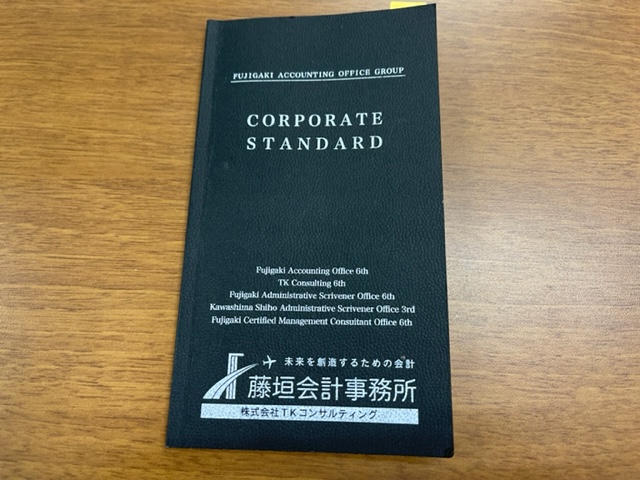 FUJIGAKI ACCOUNTING OFFICE GROUP
CORPORATE
STANDARD
Fujigaki Accounting Office 6th
TK Consulting 6th
Fujigaki Administrative Scrivener Office 6th
Kawashima Shiho Administrative Scrivener Office 3rd
Fujigaki Certified Management Consultant Office 6th
未来を創造するための会計
藤垣会計事務所
株式会社TKコンサルティング